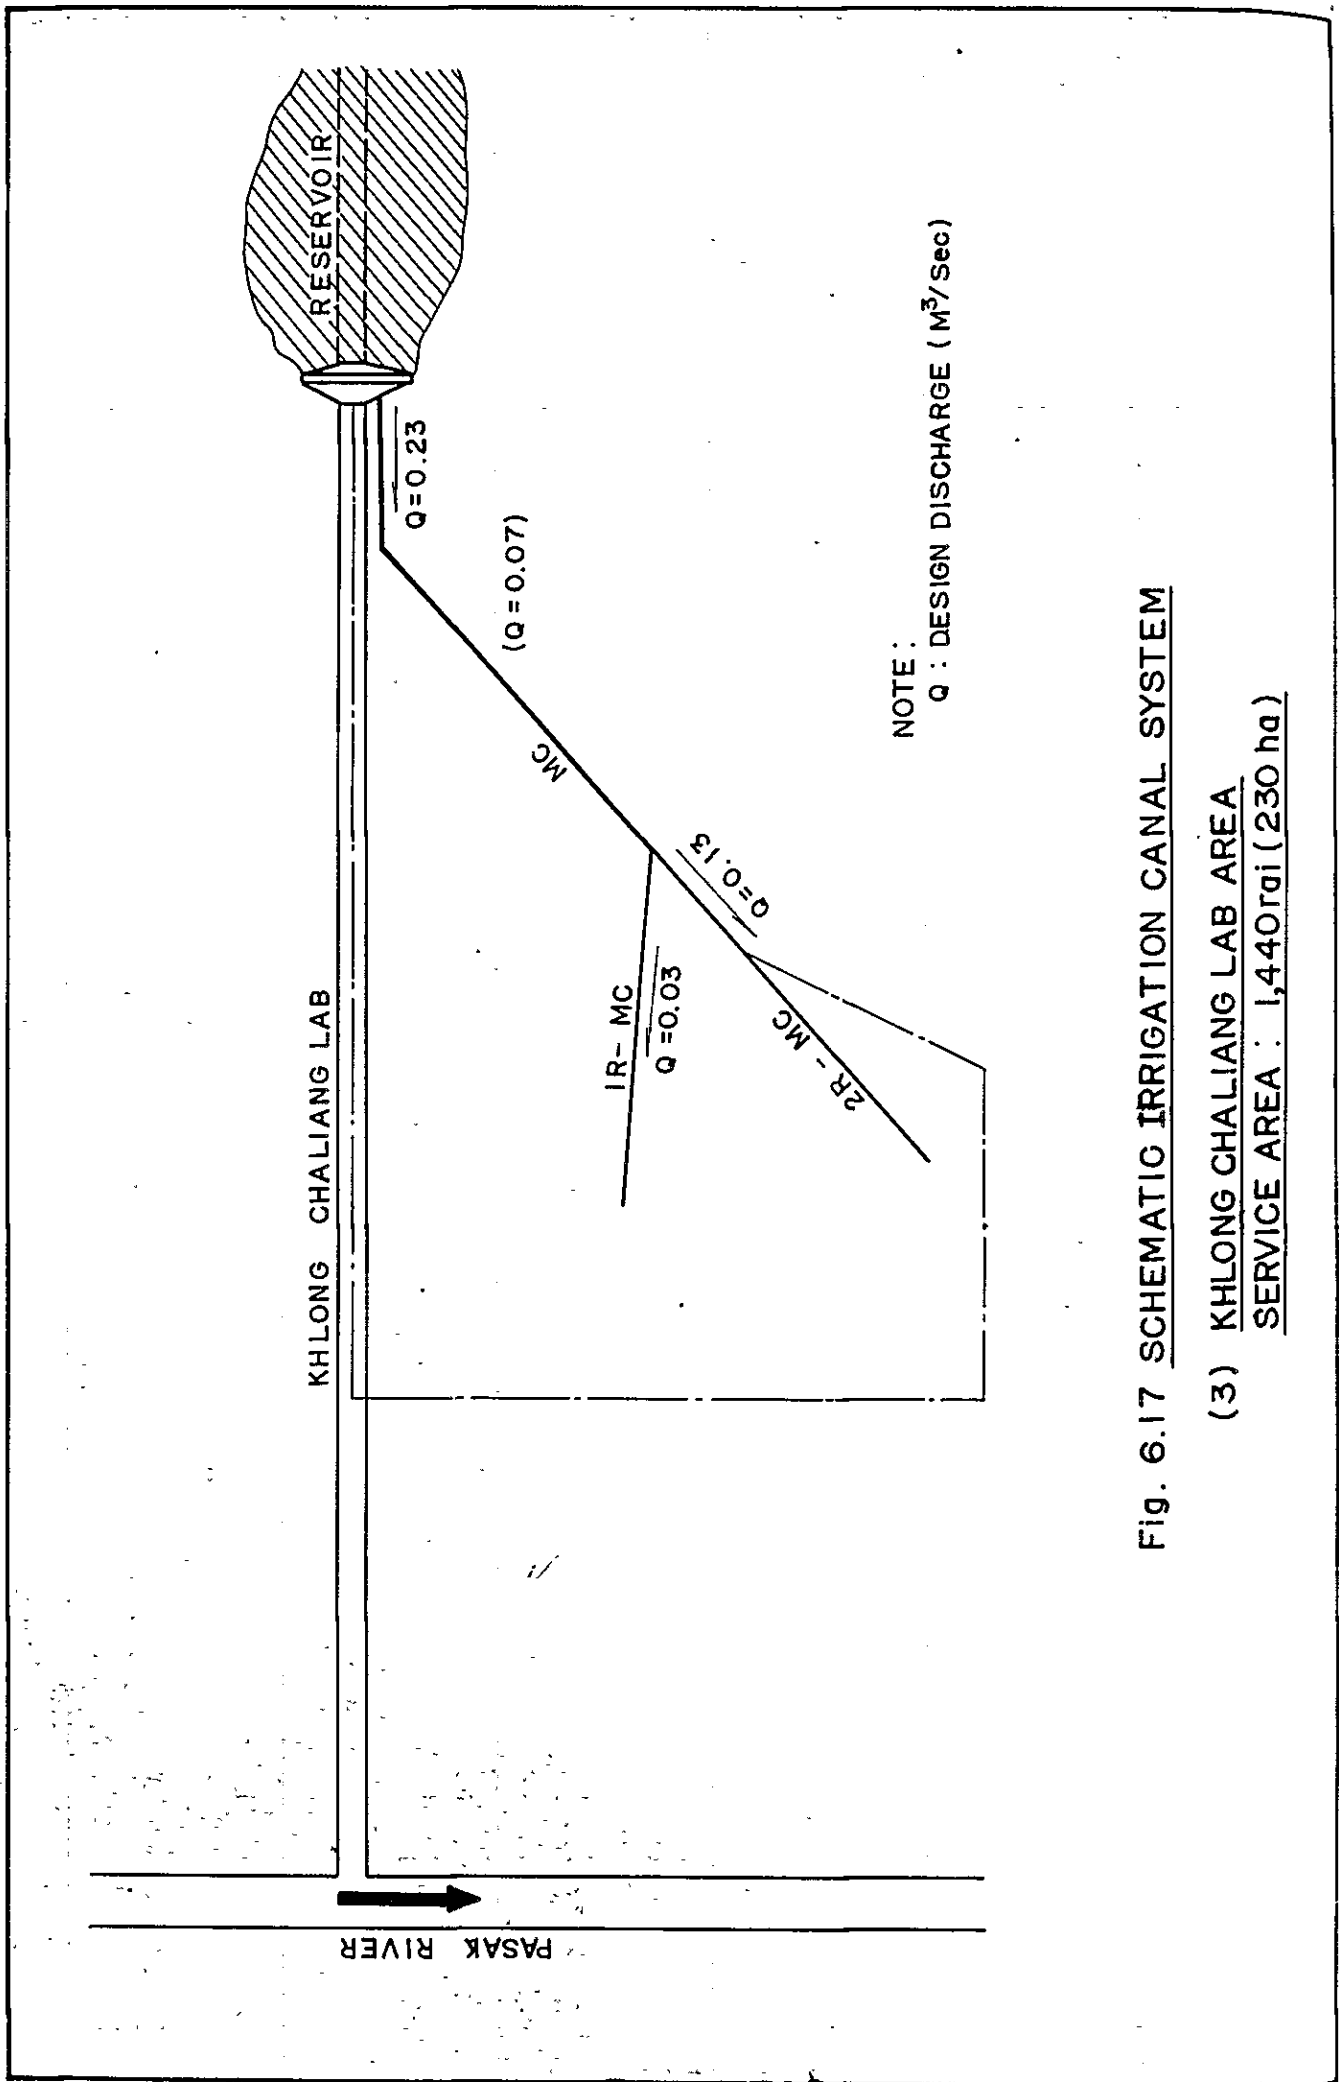 RESERVOIR
KHLONG CHALIANG LAB
Q=0.23
(Q=0.07)
MC
Q=0.13
1R- MC
Q=0.03
2R - MC
PASAK RIVER
NOTE:
Q : DESIGN DISCHARGE (M³/Sec)
Fig. 6.17 SCHEMATIC IRRIGATION CANAL SYSTEM
(3) KHLONG CHALIANG LAB AREA
SERVICE AREA : 1,440rai (230 ha)